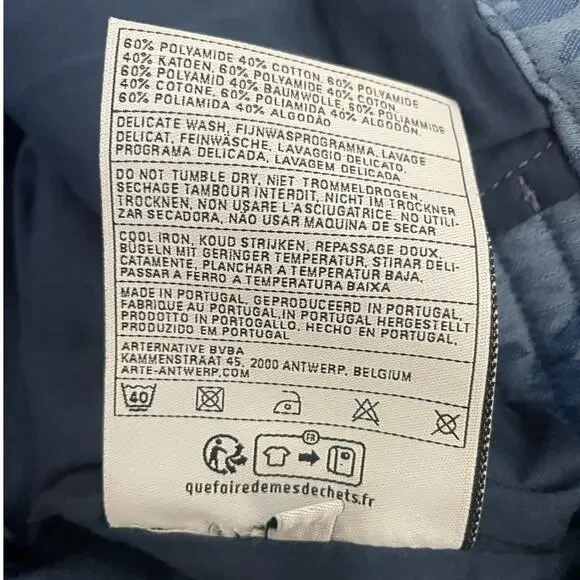 60% POLYAMIDE 40% COTTON, 60% POLYAMIDE
40% KATOEN, 60% POLYAMIDE 40% COTON,
60% POLYAMID 40% BAUMWOLLE, 60% POLIAMMIDE
40% COTONE, 60% POLIAMIDA 40% ALGODÓN,
60% POLIAMIDA 40% ALGODÃO
DELICATE WASH, FIJNWASPROGRAMMA, LAVAGE
DELICAT, FEINWÄSCHE, LAVAGGIO DELICATO,
PROGRAMA DELICADA, LAVAGEM DELICADA
DO NOT TUMBLE DRY, NIET TROMMELDROGEN,
SECHAGE TAMBOUR INTERDIT, NICHT IM TROCKNER
TROCKNEN, NON USARE L'ASCIUGATRICE. NO UTILI-
ZAR SECADORA, NÃO USAR MAQUINA DE SECAR
COOL IRON, KOUD STRIJKEN, REPASSAGE DOUX,
BÜGELN MIT GERINGER TEMPERATUR, STIRAR DELI-
CATAMENTE, PLANCHAR A TEMPERATUR BAJA,
PASSAR A FERRO A TEMPERATURA BAIXA
MADE IN PORTUGAL, GEPRODUCEERD IN PORTUGAL,
FABRIQUE AU PORTUGAL,IN PORTUGAL HERGESTELLT
PRODOTTO IN PORTOGALLO, HECHO EN PORTUGAL,
PRODUZIDO EM PORTUGAL
ARTERNATIVE BVBA
KAMMENSTRAAT 45, 2000 ANTWERP, BELGIUM
ARTE-ANTWERP.COM
40
FR
quefairedemesdechets.fr